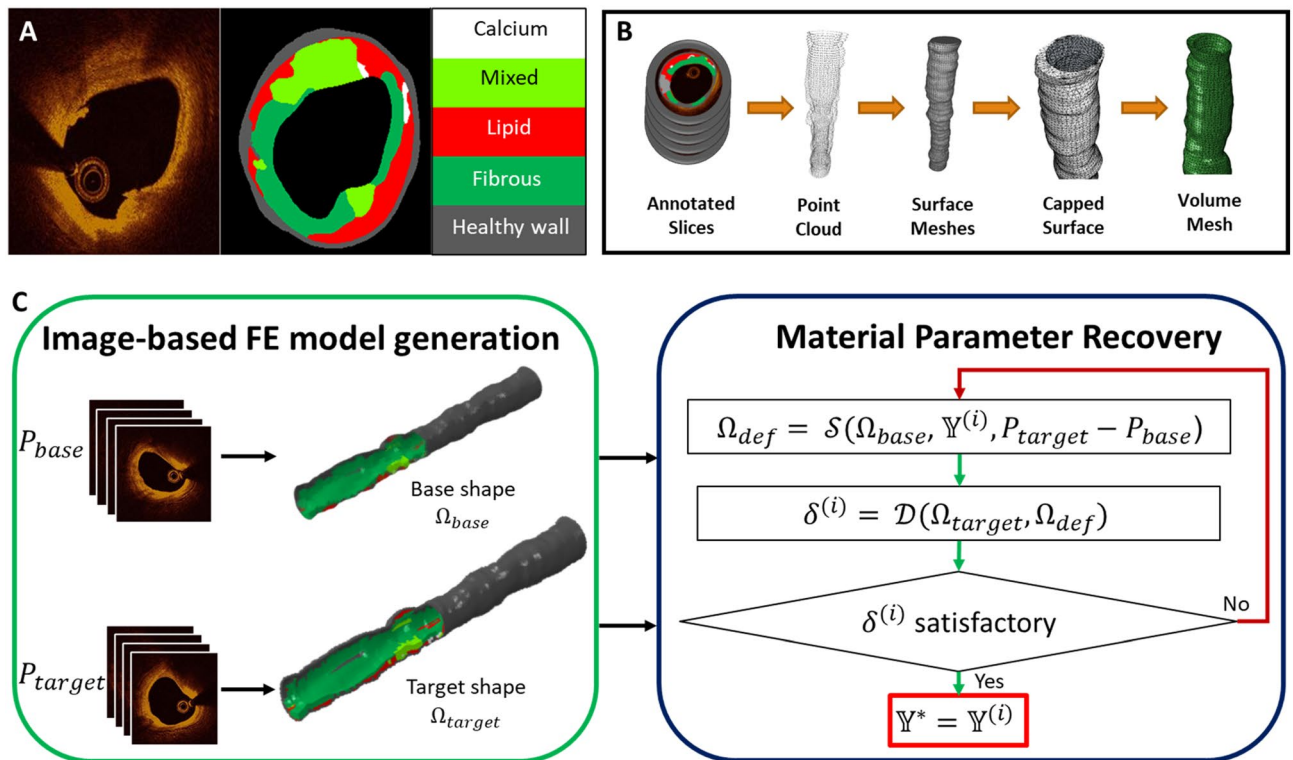 A
Calcium
Mixed
Lipid
Fibrous
Healthy wall
B
Annotated
Slices
Point
Cloud
Surface
Meshes
Capped
Surface
Volume
Mesh
C
Image-based FE model generation
P_base
Base shape
Ω_base
P_target
Target shape
Ω_target
Material Parameter Recovery
Ω_def = 𝒮(Ω_base, 𝕐^(i), P_target − P_base)
δ^(i) = 𝒟(Ω_target, Ω_def)
δ^(i) satisfactory
No
Yes
𝕐* = 𝕐^(i)